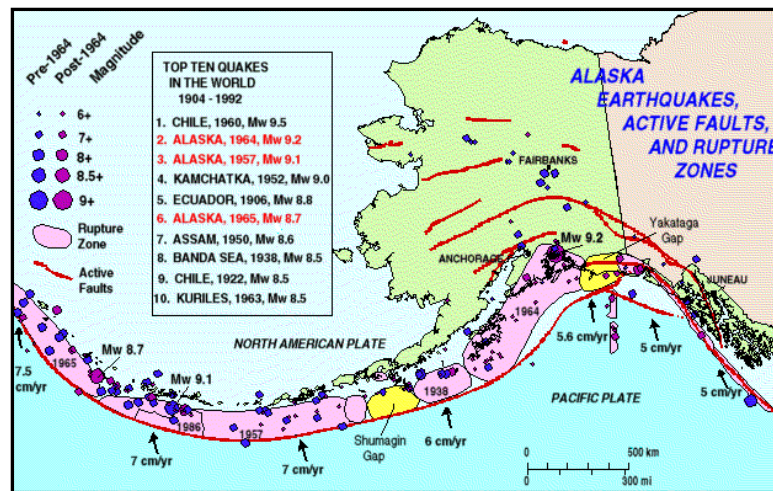 Pre-1964
Post-1964
Magnitude
6+
7+
8+
8.5+
9+
Rupture
Zone
Active
Faults
TOP TEN QUAKES
IN THE WORLD
1904 - 1992
1. CHILE, 1960, Mw 9.5
2. ALASKA, 1964, Mw 9.2
3. ALASKA, 1957, Mw 9.1
4. KAMCHATKA, 1952, Mw 9.0
5. ECUADOR, 1906, Mw 8.8
6. ALASKA, 1965, Mw 8.7
7. ASSAM, 1950, Mw 8.6
8. BANDA SEA, 1938, Mw 8.5
9. CHILE, 1922, Mw 8.5
10. KURILES, 1963, Mw 8.5
ALASKA
EARTHQUAKES,
ACTIVE FAULTS,
AND RUPTURE
ZONES
FAIRBANKS
Yakataga
Gap
Mw 9.2
ANCHORAGE
JUNEAU
1964
5.6 cm/yr
5 cm/yr
5 cm/yr
NORTH AMERICAN PLATE
PACIFIC PLATE
7.5
cm/yr
1965
Mw 8.7
Mw 9.1
1986
1957
1938
7 cm/yr
7 cm/yr
Shumagin
Gap
6 cm/yr
0
500 km
0
300 mi